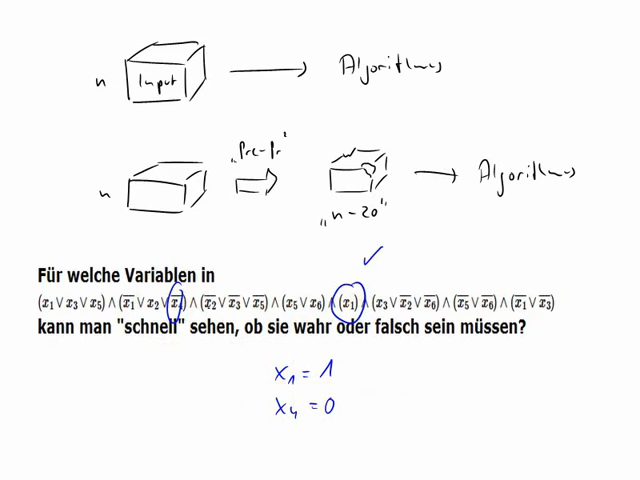 n Input Algorithmus
„Pre-Pr"
n Algorithmus
„n-20"
Für welche Variablen in
(x₁ ∨ x₃ ∨ x₅) ∧ (x̅₁ ∨ x₂ ∨ x̅₄) ∧ (x̅₂ ∨ x̅₃ ∨ x̅₅) ∧ (x₅ ∨ x₆) ∧ (x₁) ∧ (x₃ ∨ x̅₂ ∨ x̅₆) ∧ (x̅₅ ∨ x̅₆) ∧ (x̅₁ ∨ x̅₃)
kann man "schnell" sehen, ob sie wahr oder falsch sein müssen?
x₁ = 1
x₄ = 0